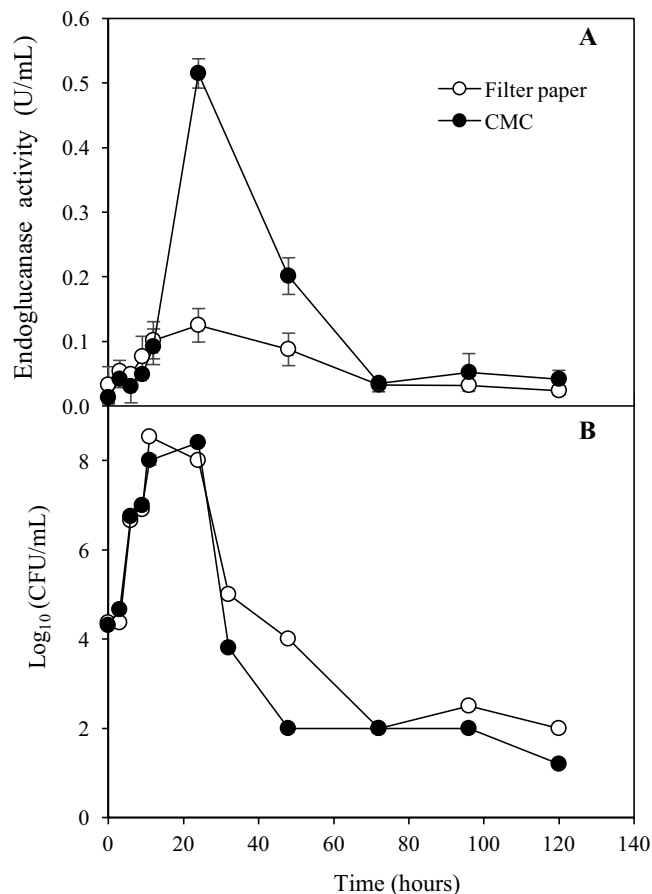 0.6
A
0.5
Filter paper
CMC
0.4
0.3
0.2
0.1
0.0
Endoglucanase activity (U/mL)
B
8
6
4
2
0
Log₁₀ (CFU/mL)
0 20 40 60 80 100 120 140
Time (hours)